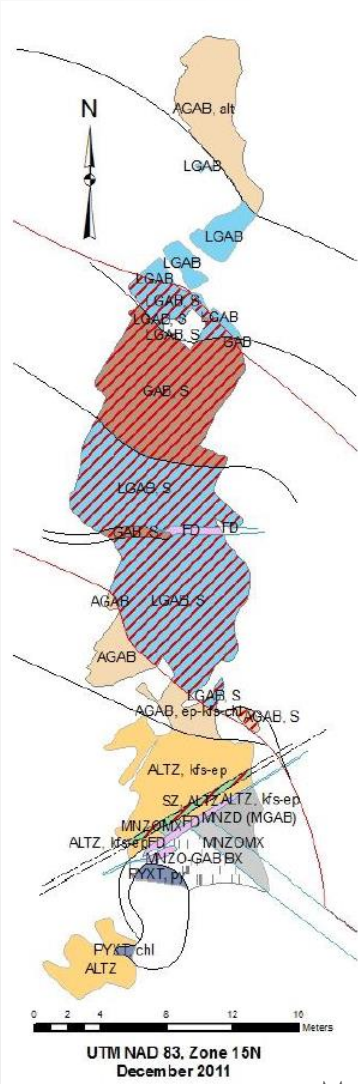 AGAB, alt
N
LGAB
LGAB
LGAB
LGAB
LGAB, S
LGAB, S
LGAB
LGAB, S
GAB
GAB, S
LGAB, S
GAB, S
FD
FD
AGAB
LGAB, S
AGAB
LGAB, S
AGAB, ep-kfs-chl
AGAB, S
ALTZ, kfs-ep
SZ, ALTZ
ALTZ, kfs-ep
MNZOMX
FD
MNZD (MGAB)
ALTZ, kfs-ep
FD
MNZOMX
MNZO-GAB BX
PYXT, py
PYXT, chl
ALTZ
0 2 4 8 12 16
Meters
UTM NAD 83, Zone 15N
December 2011